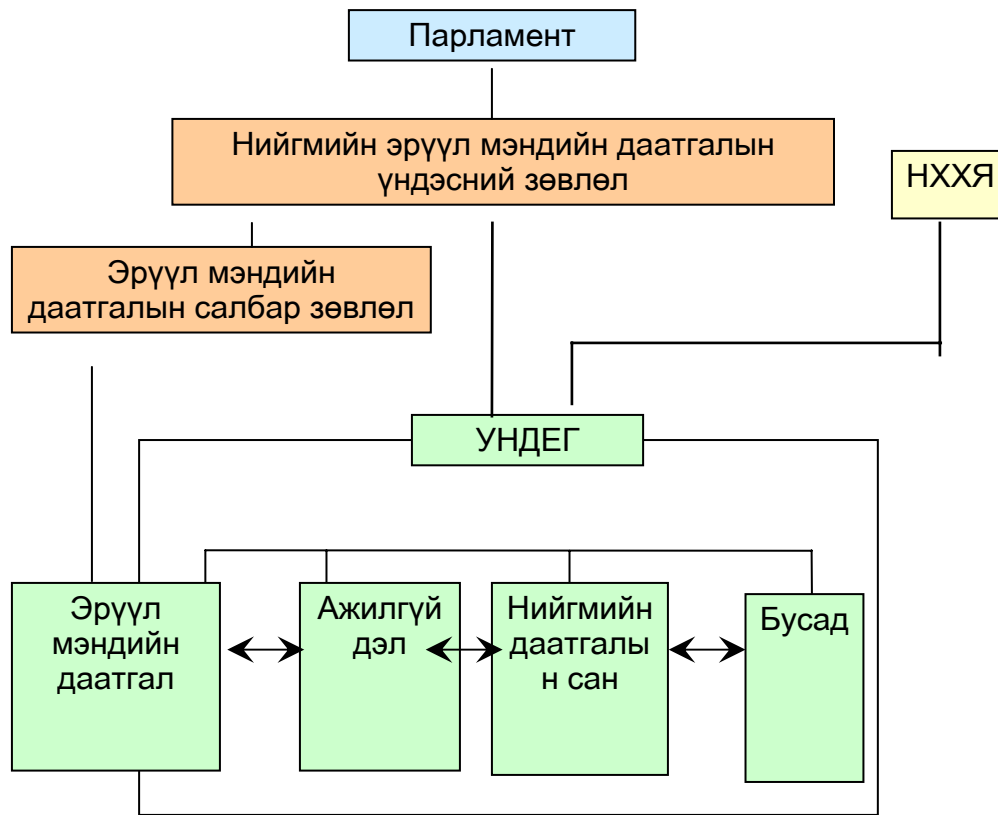 Парламент
Нийгмийн эрүүл мэндийн даатгалын
үндэсний зөвлөл
НХХЯ
Эрүүл мэндийн
даатгалын салбар зөвлөл
УНДЕГ
Эрүүл
мэндийн
даатгал
Ажилгүй
дэл
Нийгмийн
даатгалы
н сан
Бусад